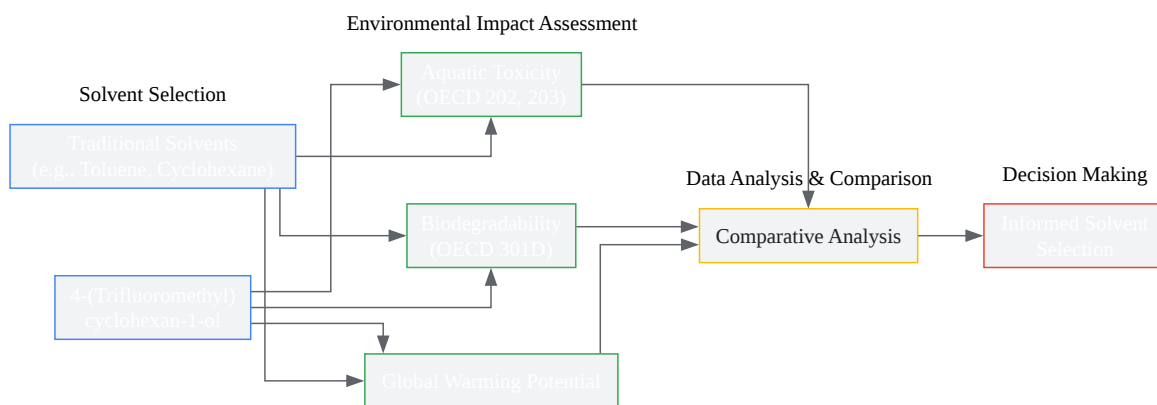 Environmental Impact Assessment
Solvent Selection
Aquatic Toxicity
(OECD 202, 203)
Traditional Solvents
(e.g., Toluene, Cyclohexane)
Data Analysis & Comparison
Decision Making
Biodegradability
(OECD 301D)
Comparative Analysis
Informed Solvent
Selection
4-(Trifluoromethyl)
cyclohexan-1-ol
Global Warming Potential